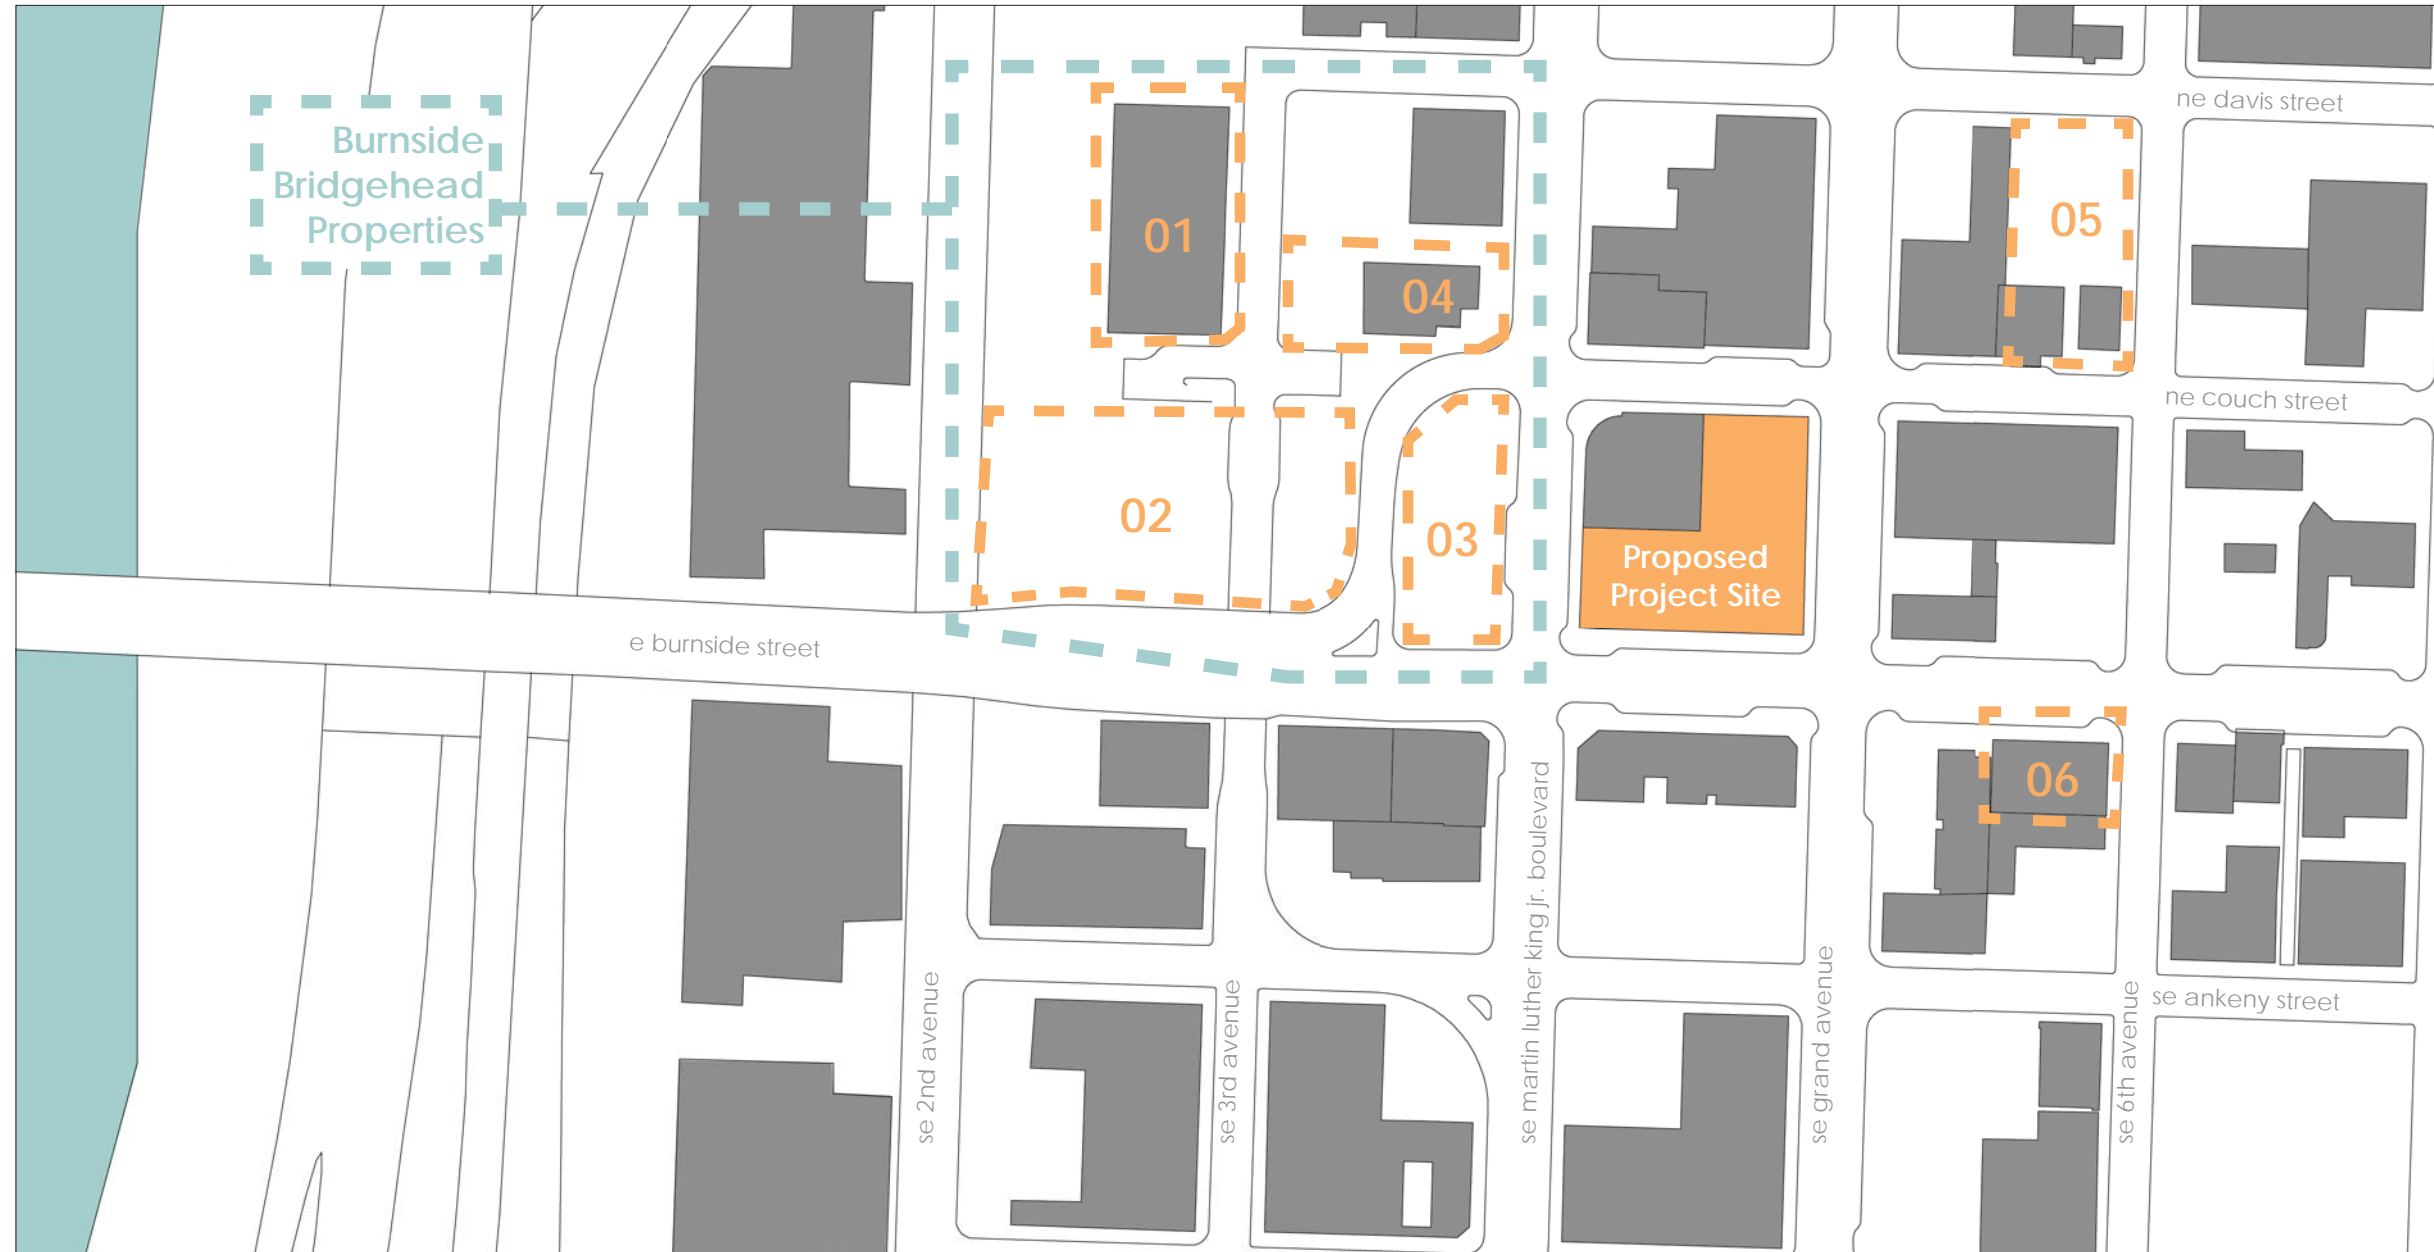 ne davis street
Burnside
Bridgehead
Properties
01
05
04
ne couch street
02
03
Proposed
Project Site
e burnside street
06
se martin luther king jr. boulevard
se 2nd avenue
se 3rd avenue
se grand avenue
se 6th avenue
se ankeny street